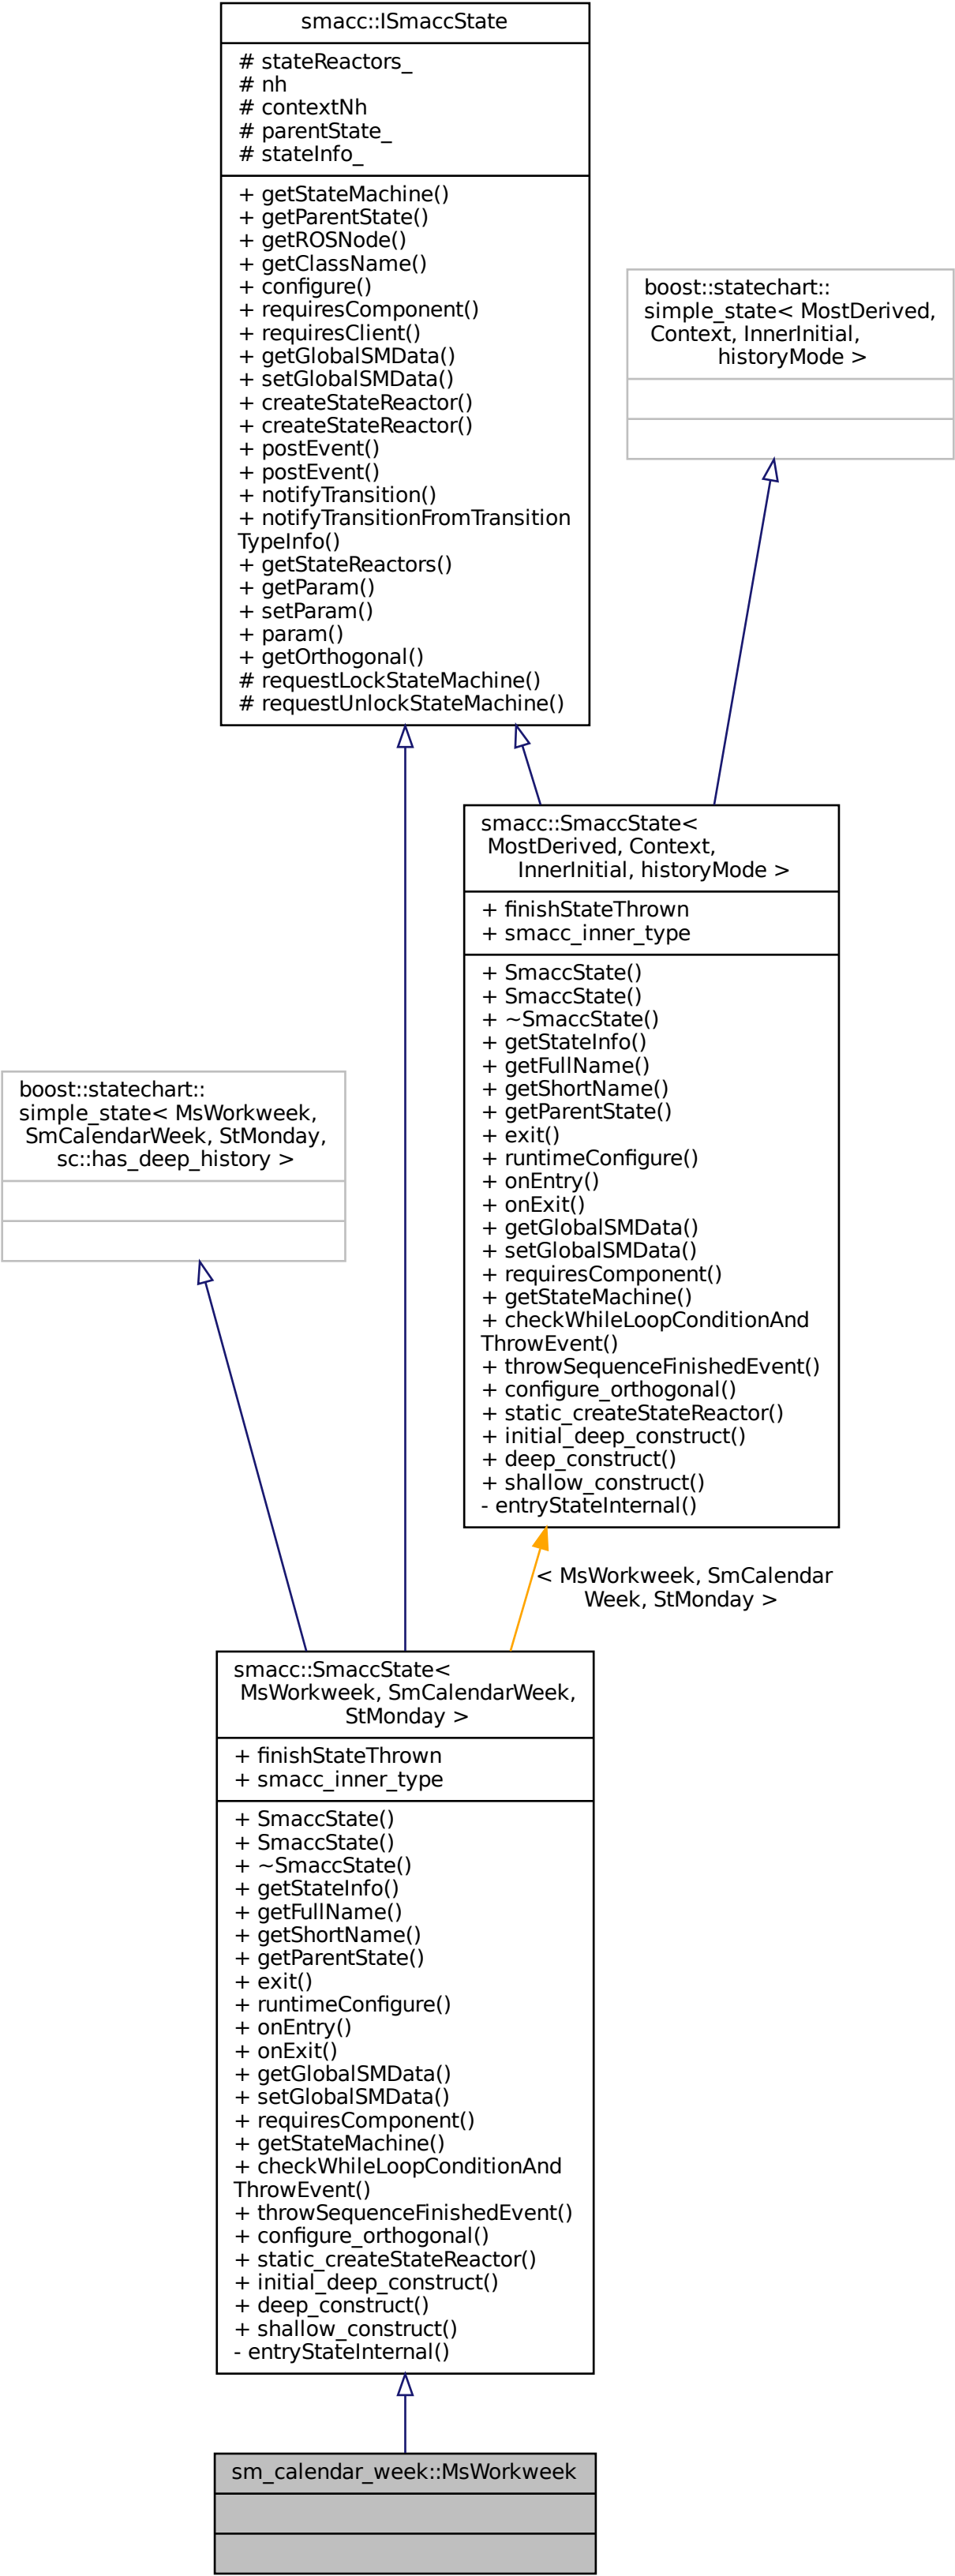 smacc::ISmaccState
# stateReactors_
# nh
# contextNh
# parentState_
# stateInfo_
+ getStateMachine()
+ getParentState()
+ getROSNode()
+ getClassName()
+ configure()
+ requiresComponent()
+ requiresClient()
+ getGlobalSMData()
+ setGlobalSMData()
+ createStateReactor()
+ createStateReactor()
+ postEvent()
+ postEvent()
+ notifyTransition()
+ notifyTransitionFromTransition
TypeInfo()
+ getStateReactors()
+ getParam()
+ setParam()
+ param()
+ getOrthogonal()
# requestLockStateMachine()
# requestUnlockStateMachine()
boost::statechart::
simple_state< MostDerived,
Context, InnerInitial,
historyMode >
smacc::SmaccState<
MostDerived, Context,
InnerInitial, historyMode >
+ finishStateThrown
+ smacc_inner_type
+ SmaccState()
+ SmaccState()
+ ~SmaccState()
+ getStateInfo()
+ getFullName()
+ getShortName()
+ getParentState()
+ exit()
+ runtimeConfigure()
+ onEntry()
+ onExit()
+ getGlobalSMData()
+ setGlobalSMData()
+ requiresComponent()
+ getStateMachine()
+ checkWhileLoopConditionAnd
ThrowEvent()
+ throwSequenceFinishedEvent()
+ configure_orthogonal()
+ static_createStateReactor()
+ initial_deep_construct()
+ deep_construct()
+ shallow_construct()
- entryStateInternal()
boost::statechart::
simple_state< MsWorkweek,
SmCalendarWeek, StMonday,
sc::has_deep_history >
< MsWorkweek, SmCalendar
Week, StMonday >
smacc::SmaccState<
MsWorkweek, SmCalendarWeek,
StMonday >
+ finishStateThrown
+ smacc_inner_type
+ SmaccState()
+ SmaccState()
+ ~SmaccState()
+ getStateInfo()
+ getFullName()
+ getShortName()
+ getParentState()
+ exit()
+ runtimeConfigure()
+ onEntry()
+ onExit()
+ getGlobalSMData()
+ setGlobalSMData()
+ requiresComponent()
+ getStateMachine()
+ checkWhileLoopConditionAnd
ThrowEvent()
+ throwSequenceFinishedEvent()
+ configure_orthogonal()
+ static_createStateReactor()
+ initial_deep_construct()
+ deep_construct()
+ shallow_construct()
- entryStateInternal()
sm_calendar_week::MsWorkweek